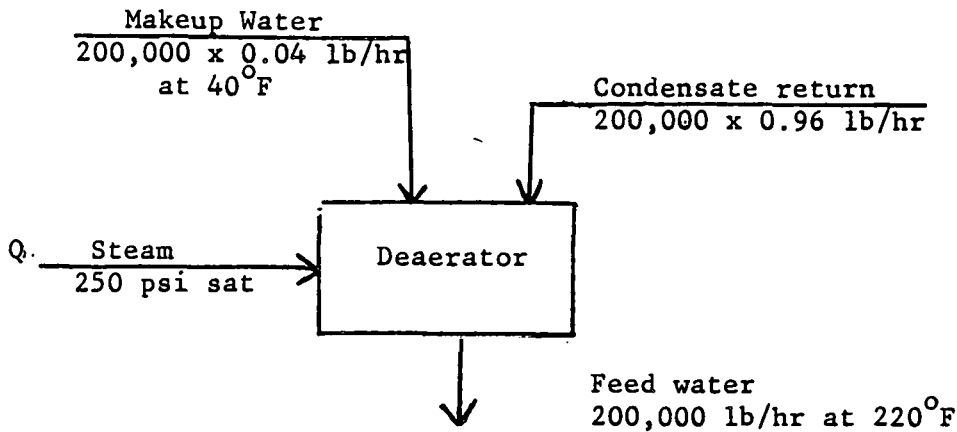 Makeup Water
200,000 x 0.04 lb/hr
at 40°F
Condensate return
200,000 x 0.96 lb/hr
Q. Steam
250 psi sat
Deaerator
Feed water
200,000 lb/hr at 220°F